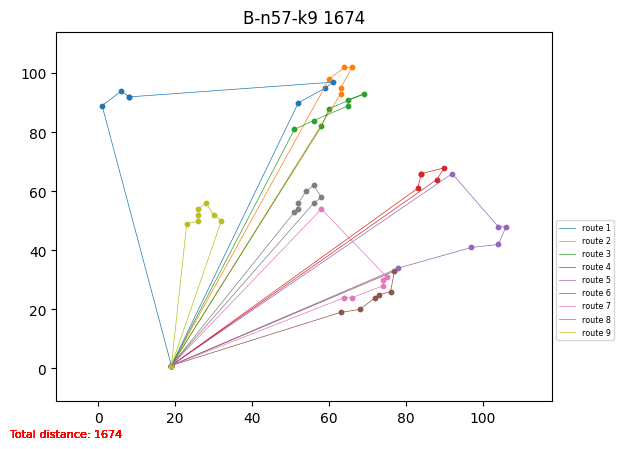 B-n57-k9 1674
100
80
60
40
20
0
0 20 40 60 80 100
route 1
route 2
route 3
route 4
route 5
route 6
route 7
route 8
route 9
Total distance: 1674